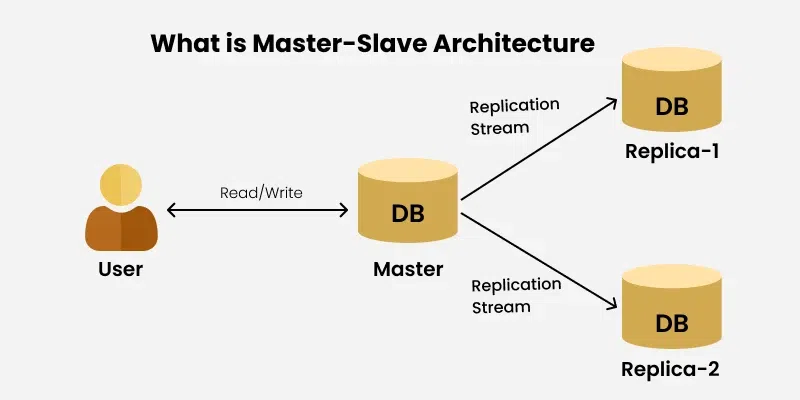 What is Master-Slave Architecture
DB
Replica-1
Replication
Stream
Read/Write
DB
User
Master
Replication
Stream
DB
Replica-2